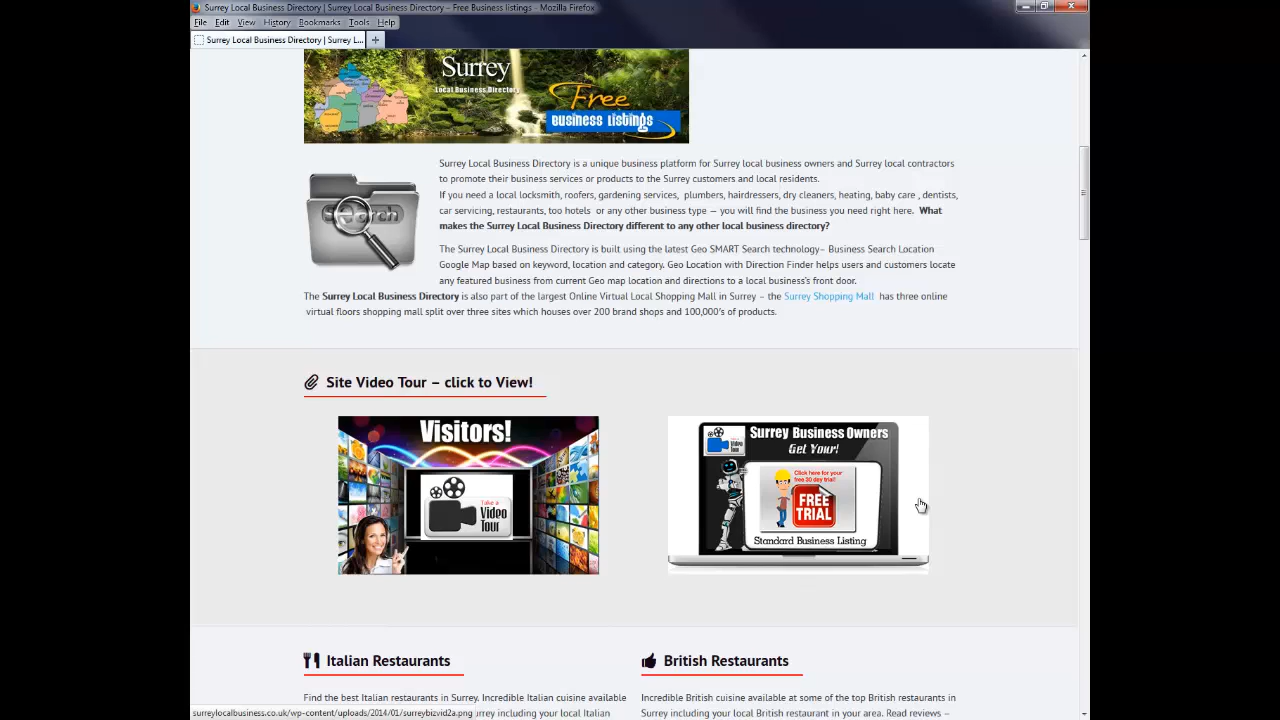 Surrey Local Business Directory | Surrey Local Business Directory – Free Business listings - Mozilla Firefox
File Edit View History Bookmarks Tools Help
Surrey Local Business Directory | Surrey L... +
Surrey
Local Business Directory
Free
Business Listings
Search
Surrey Local Business Directory is a unique business platform for Surrey local business owners and Surrey local contractors
to promote their business services or products to the Surrey customers and local residents.
If you need a local locksmith, roofers, gardening services, plumbers, hairdressers, dry cleaners, heating, baby care , dentists,
car servicing, restaurants, too hotels or any other business type — you will find the business you need right here. What
makes the Surrey Local Business Directory different to any other local business directory?
The Surrey Local Business Directory is built using the latest Geo SMART Search technology– Business Search Location
Google Map based on keyword, location and category. Geo Location with Direction Finder helps users and customers locate
any featured business from current Geo map location and directions to a local business's front door.
The Surrey Local Business Directory is also part of the largest Online Virtual Local Shopping Mall in Surrey – the Surrey Shopping Mall has three online
virtual floors shopping mall split over three sites which houses over 200 brand shops and 100,000's of products.
Site Video Tour – click to View!
Visitors!
Take a
Video
Tour
Surrey Business Owners
Get Your!
Click here for your
free 30 day trial!
FREE
TRIAL
Standard Business Listing
Italian Restaurants
British Restaurants
Find the best Italian restaurants in Surrey. Incredible Italian cuisine available
Incredible British cuisine available at some of the top British restaurants in
surrey including your local Italian
Surrey including your local British restaurant in your area. Read reviews –
surreylocalbusiness.co.uk/wp-content/uploads/2014/01/surreybizvid2a.png